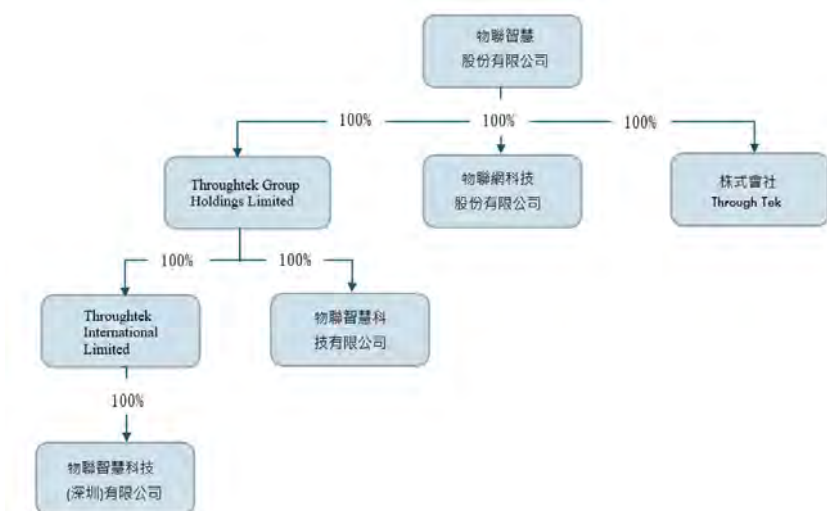 物聯智慧
股份有限公司
100%
100%
100%
Throughtek Group
Holdings Limited
物聯網科技
股份有限公司
株式會社
Through Tek
100%
100%
Throughtek
International
Limited
物聯智慧科
技有限公司
100%
物聯智慧科技
(深圳)有限公司